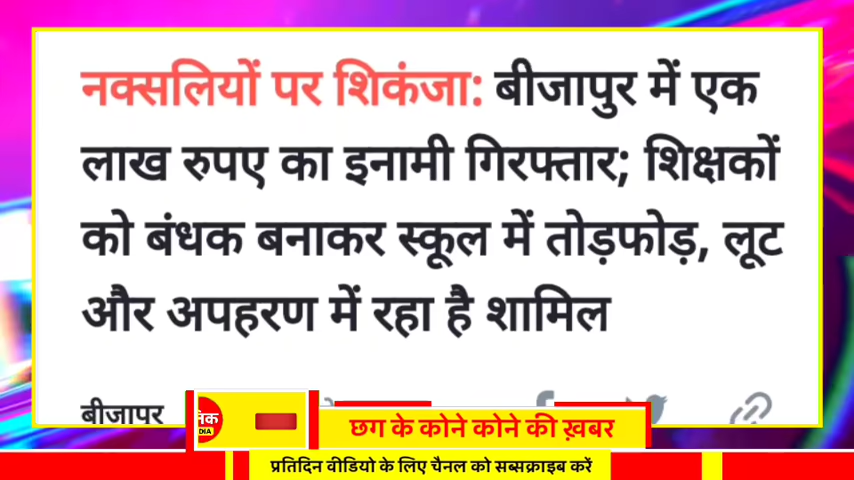 नक्सलियों पर शिकंजा: बीजापुर में एक
लाख रुपए का इनामी गिरफ्तार; शिक्षकों
को बंधक बनाकर स्कूल में तोड़फोड़, लूट
और अपहरण में रहा है शामिल
बीजापुर
छग के कोने कोने की ख़बर
प्रतिदिन वीडियो के लिए चैनल को सब्सक्राइब करें